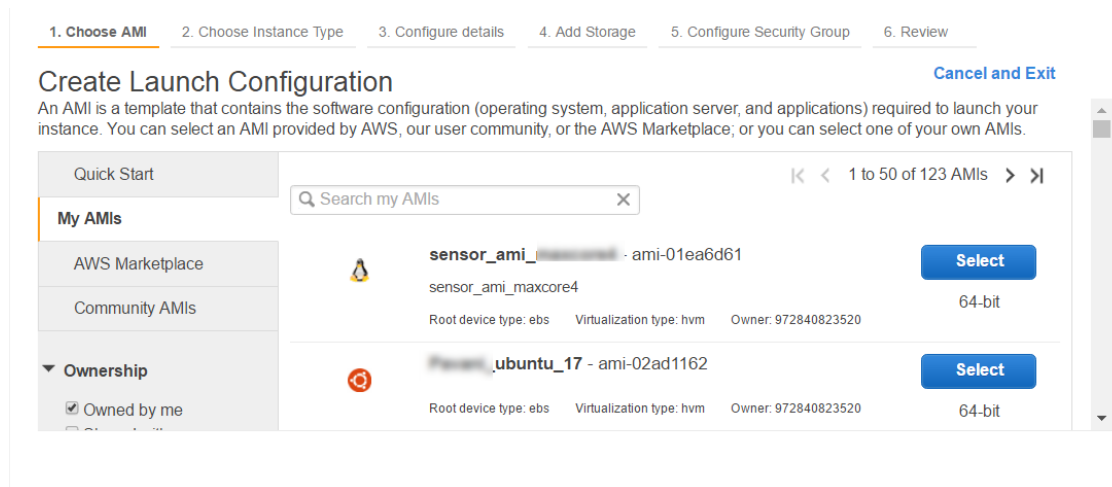 1. Choose AMI 2. Choose Instance Type 3. Configure details 4. Add Storage 5. Configure Security Group 6. Review
Create Launch Configuration
Cancel and Exit
An AMI is a template that contains the software configuration (operating system, application server, and applications) required to launch your
instance. You can select an AMI provided by AWS, our user community, or the AWS Marketplace; or you can select one of your own AMIs.
Quick Start
My AMIs
AWS Marketplace
Community AMIs
Ownership
Owned by me
1 to 50 of 123 AMIs
Search my AMIs
sensor_ami_ - ami-01ea6d61
sensor_ami_maxcore4
Root device type: ebs Virtualization type: hvm Owner: 972840823520
Select
64-bit
_ubuntu_17 - ami-02ad1162
Root device type: ebs Virtualization type: hvm Owner: 972840823520
Select
64-bit